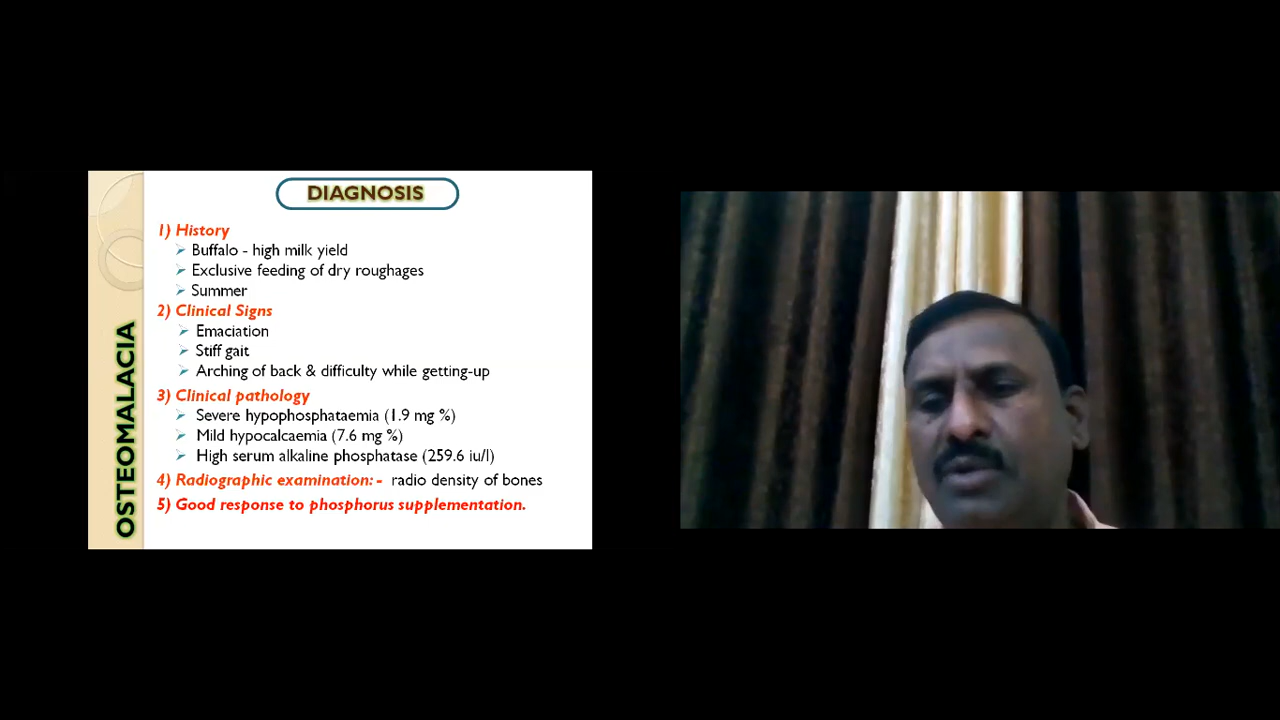 DIAGNOSIS
1) History
➢ Buffalo - high milk yield
➢ Exclusive feeding of dry roughages
➢ Summer
2) Clinical Signs
➢ Emaciation
➢ Stiff gait
➢ Arching of back & difficulty while getting-up
3) Clinical pathology
➢ Severe hypophosphataemia (1.9 mg %)
➢ Mild hypocalcaemia (7.6 mg %)
➢ High serum alkaline phosphatase (259.6 iu/l)
4) Radiographic examination: - radio density of bones
5) Good response to phosphorus supplementation.
OSTEOMALACIA